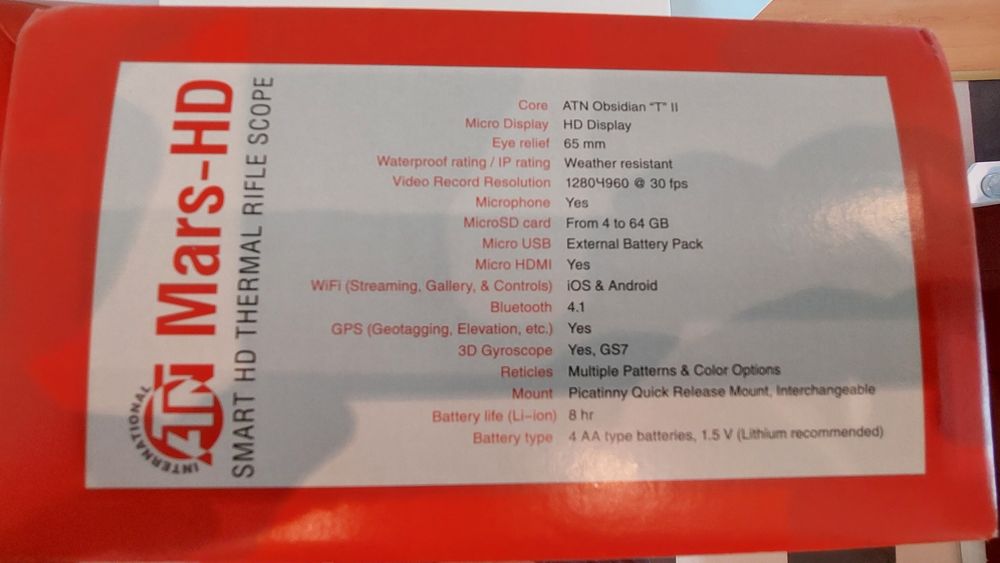 INTERNATIONAL
ATN Mars-HD
SMART HD THERMAL RIFLE SCOPE
Core ATN Obsidian “T” II
Micro Display HD Display
Eye relief 65 mm
Waterproof rating / IP rating Weather resistant
Video Record Resolution 1280Ч960 @ 30 fps
Microphone Yes
MicroSD card From 4 to 64 GB
Micro USB External Battery Pack
Micro HDMI Yes
WiFi (Streaming, Gallery, & Controls) iOS & Android
Bluetooth 4.1
GPS (Geotagging, Elevation, etc.) Yes
3D Gyroscope Yes, GS7
Reticles Multiple Patterns & Color Options
Mount Picatinny Quick Release Mount, Interchangeable
Battery life (Li-ion) 8 hr
Battery type 4 AA type batteries, 1.5 V (Lithium recommended)